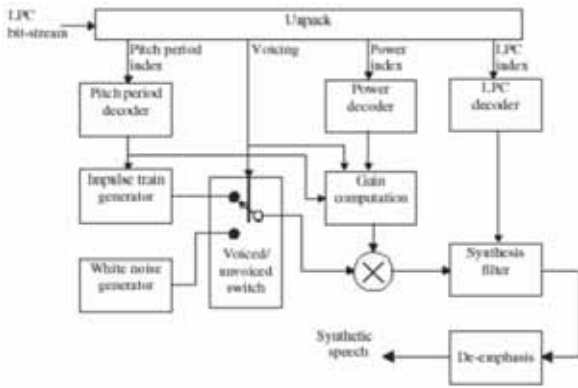 LPC
bit-stream
Unpack
Pitch period
index
Voicing
Power
index
LPC
index
Pitch period
decoder
Power
decoder
LPC
decoder
Impulse train
generator
Gain
computation
White noise
generator
Voiced/
unvoiced
switch
Synthesis
filter
Synthetic
speech
De-emphasis